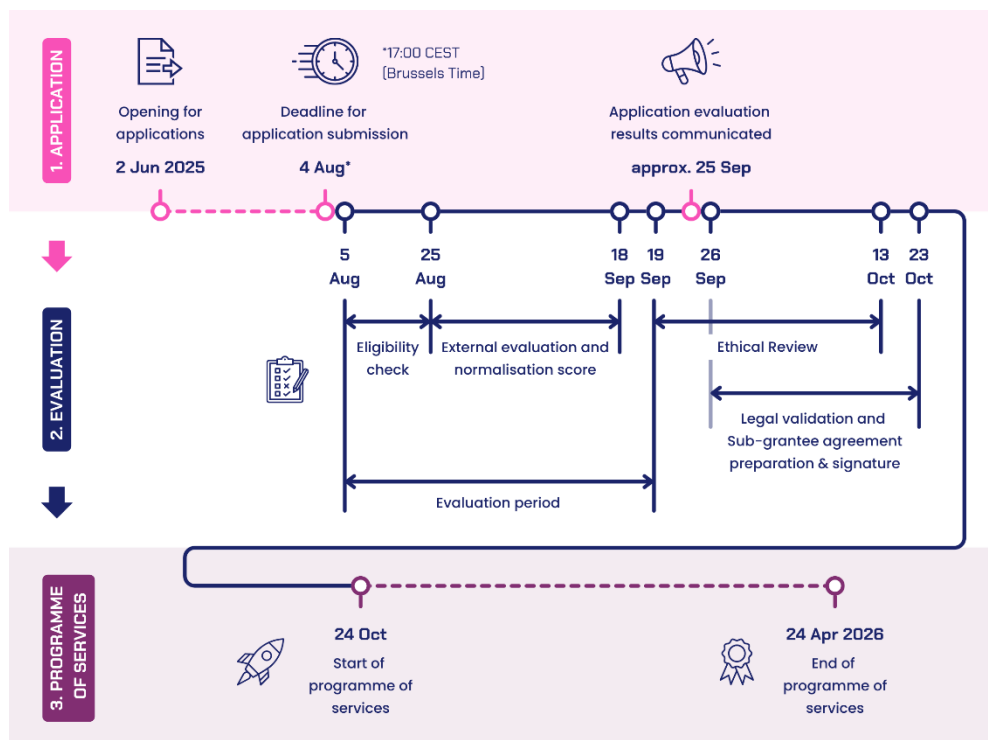 1. APPLICATION
*17:00 CEST
(Brussels Time)
Opening for
applications
2 Jun 2025
Deadline for
application submission
4 Aug*
Application evaluation
results communicated
approx. 25 Sep
5
Aug
25
Aug
18
Sep
19
Sep
26
Sep
13
Oct
23
Oct
2. EVALUATION
Eligibility
check
External evaluation and
normalisation score
Ethical Review
Legal validation and
Sub-grantee agreement
preparation & signature
Evaluation period
3. PROGRAMME
OF SERVICES
24 Oct
Start of
programme of
services
24 Apr 2026
End of
programme of
services